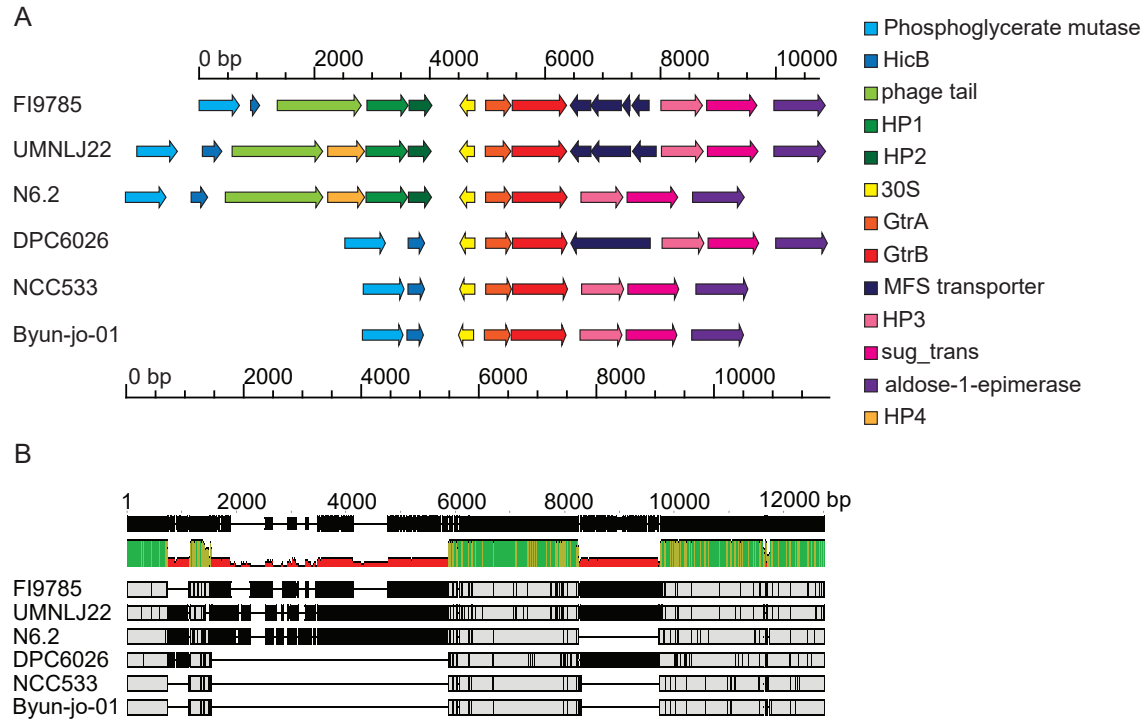 A
0 bp 2000 4000 6000 8000 10000
FI9785
UMNLJ22
N6.2
DPC6026
NCC533
Byun-jo-01
0 bp 2000 4000 6000 8000 10000
Phosphoglycerate mutase
HicB
phage tail
HP1
HP2
30S
GtrA
GtrB
MFS transporter
HP3
sug_trans
aldose-1-epimerase
HP4
B
1 2000 4000 6000 8000 10000 12000 bp
FI9785
UMNLJ22
N6.2
DPC6026
NCC533
Byun-jo-01